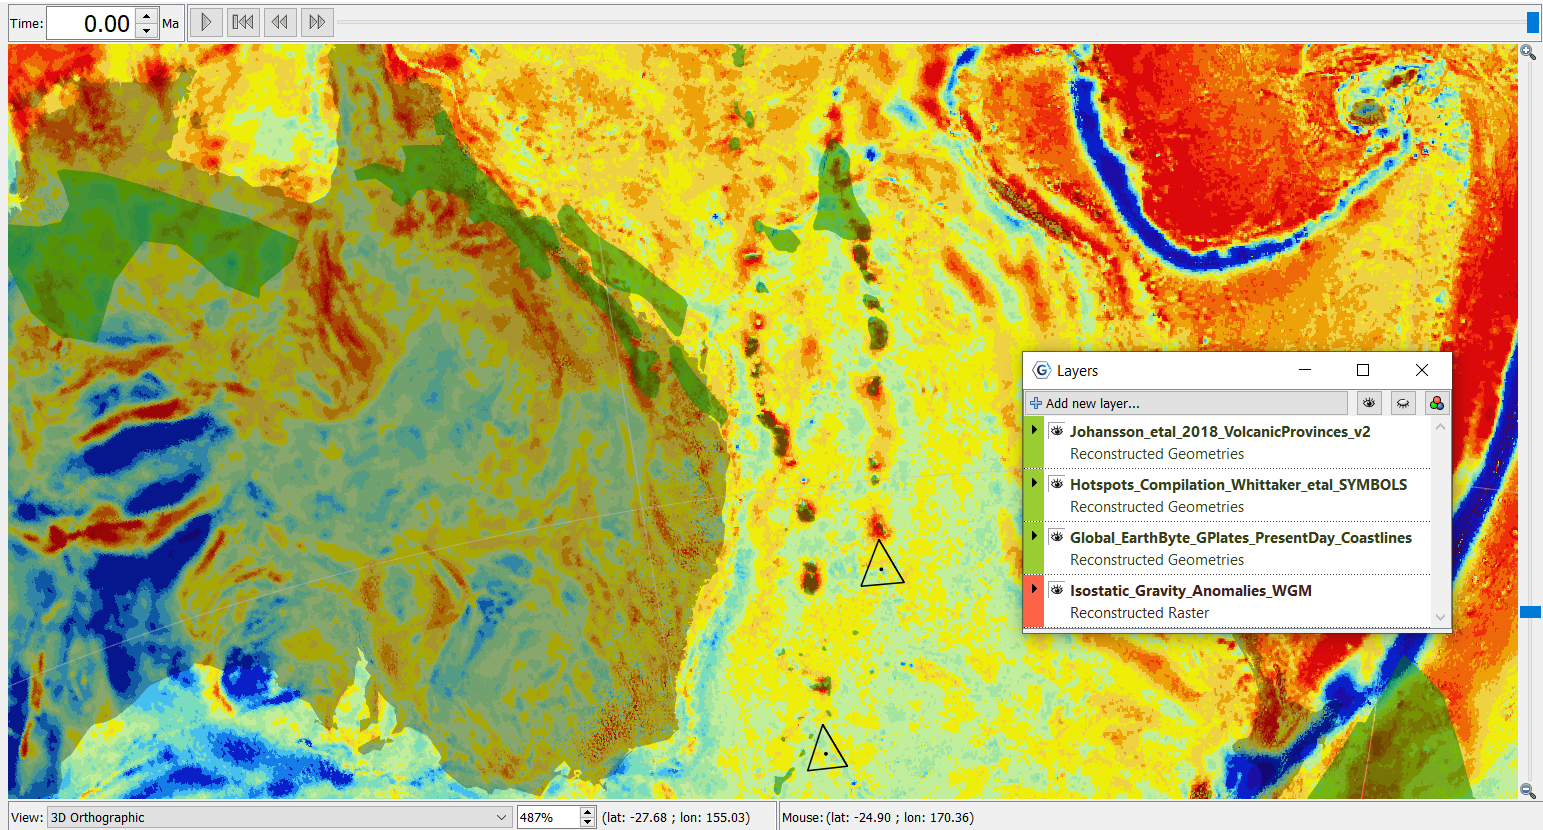 Time: 0.00 Ma
Layers
Add new layer...
Johansson_etal_2018_VolcanicProvinces_v2
Reconstructed Geometries
Hotspots_Compilation_Whittaker_etal_SYMBOLS
Reconstructed Geometries
Global_EarthByte_GPlates_PresentDay_Coastlines
Reconstructed Geometries
Isostatic_Gravity_Anomalies_WGM
Reconstructed Raster
View: 3D Orthographic 487% (lat: -27.68 ; lon: 155.03) Mouse: (lat: -24.90 ; lon: 170.36)